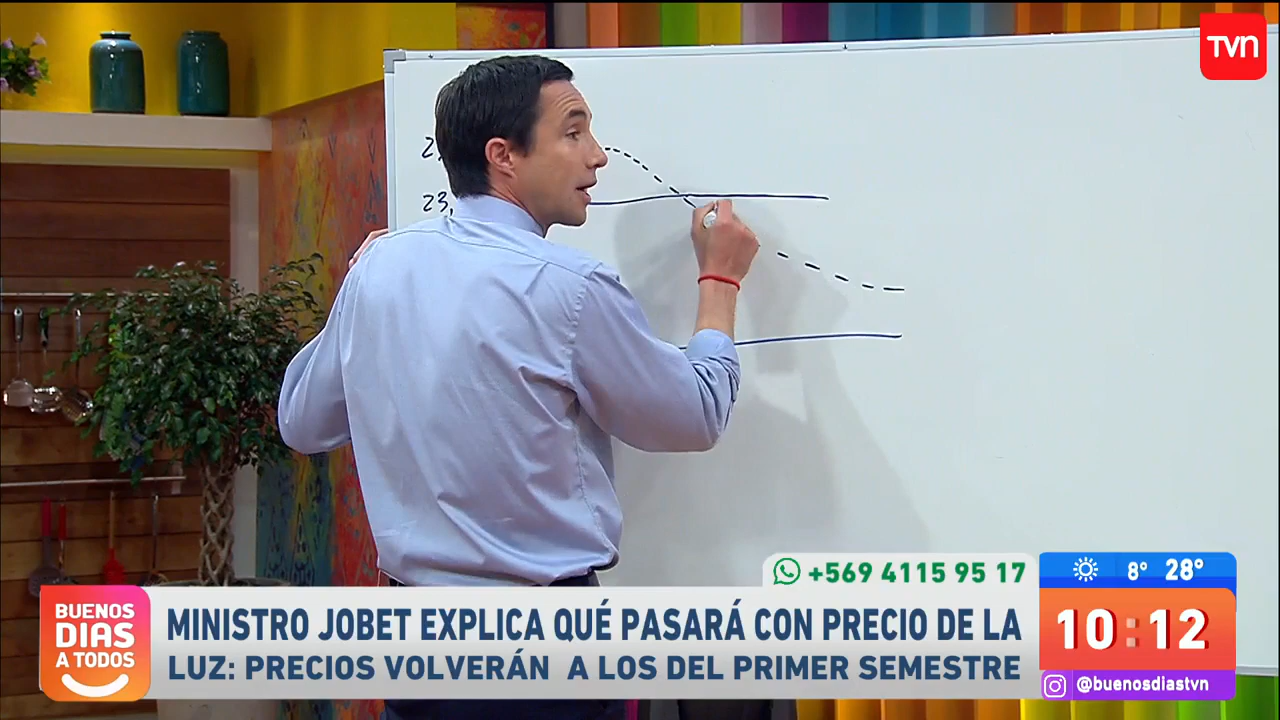 TVN
23,
+569 4115 95 17
8° 28°
BUENOS
DIAS
A TODOS
MINISTRO JOBET EXPLICA QUÉ PASARÁ CON PRECIO DE LA
LUZ: PRECIOS VOLVERÁN A LOS DEL PRIMER SEMESTRE
10:12
@buenosdiastvn